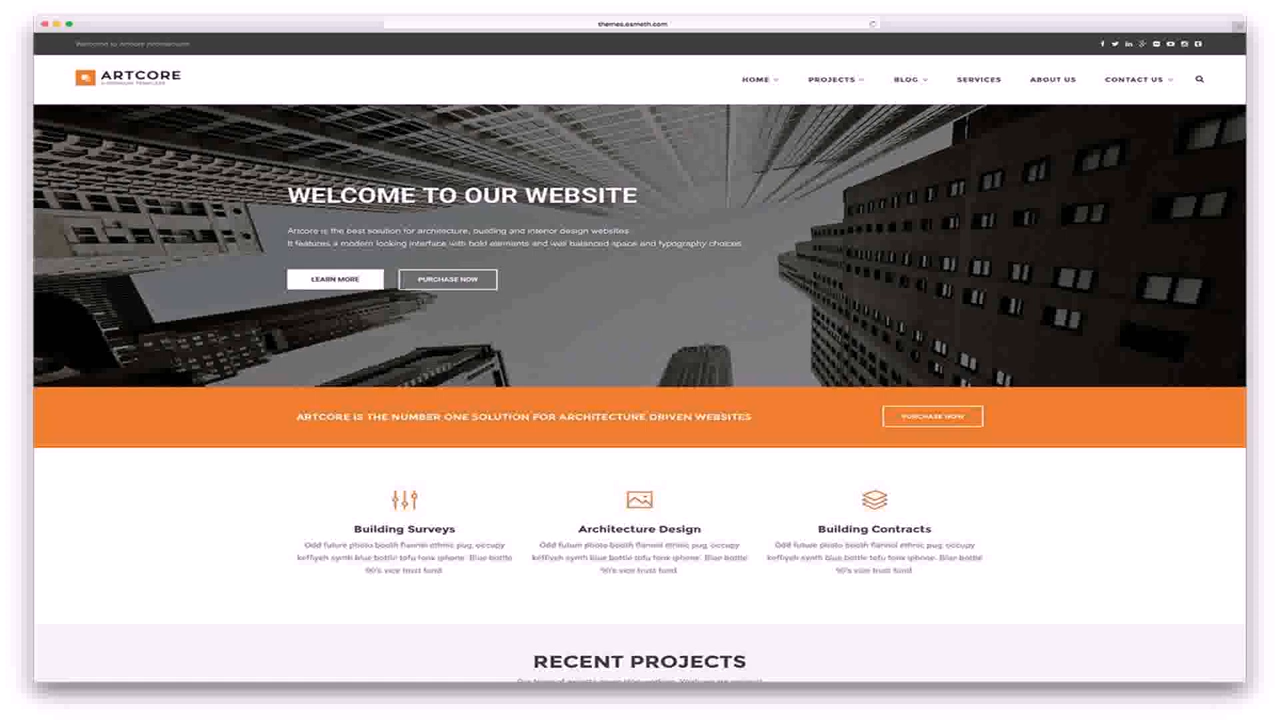 themes.esmeth.com
Welcome to Artcore
ARTCORE
HOME
PROJECTS
BLOG
SERVICES
ABOUT US
CONTACT US
WELCOME TO OUR WEBSITE
Artcore is the best solution for architecture, building and interior design websites.
It features a modern looking interface with bold elements and well balanced space and typography choices.
LEARN MORE
PURCHASE NOW
ARTCORE IS THE NUMBER ONE SOLUTION FOR ARCHITECTURE DRIVEN WEBSITES
PURCHASE NOW
Building Surveys
Odd future photo booth flannel ethnic pug, occupy
keffiyeh synth blue bottle tofu tonx iphone. Blue bottle
90's vice trust fund.
Architecture Design
Odd future photo booth flannel ethnic pug, occupy
keffiyeh synth blue bottle tofu tonx iphone. Blue bottle
90's vice trust fund.
Building Contracts
Odd future photo booth flannel ethnic pug, occupy
keffiyeh synth blue bottle tofu tonx iphone. Blue bottle
90's vice trust fund.
RECENT PROJECTS